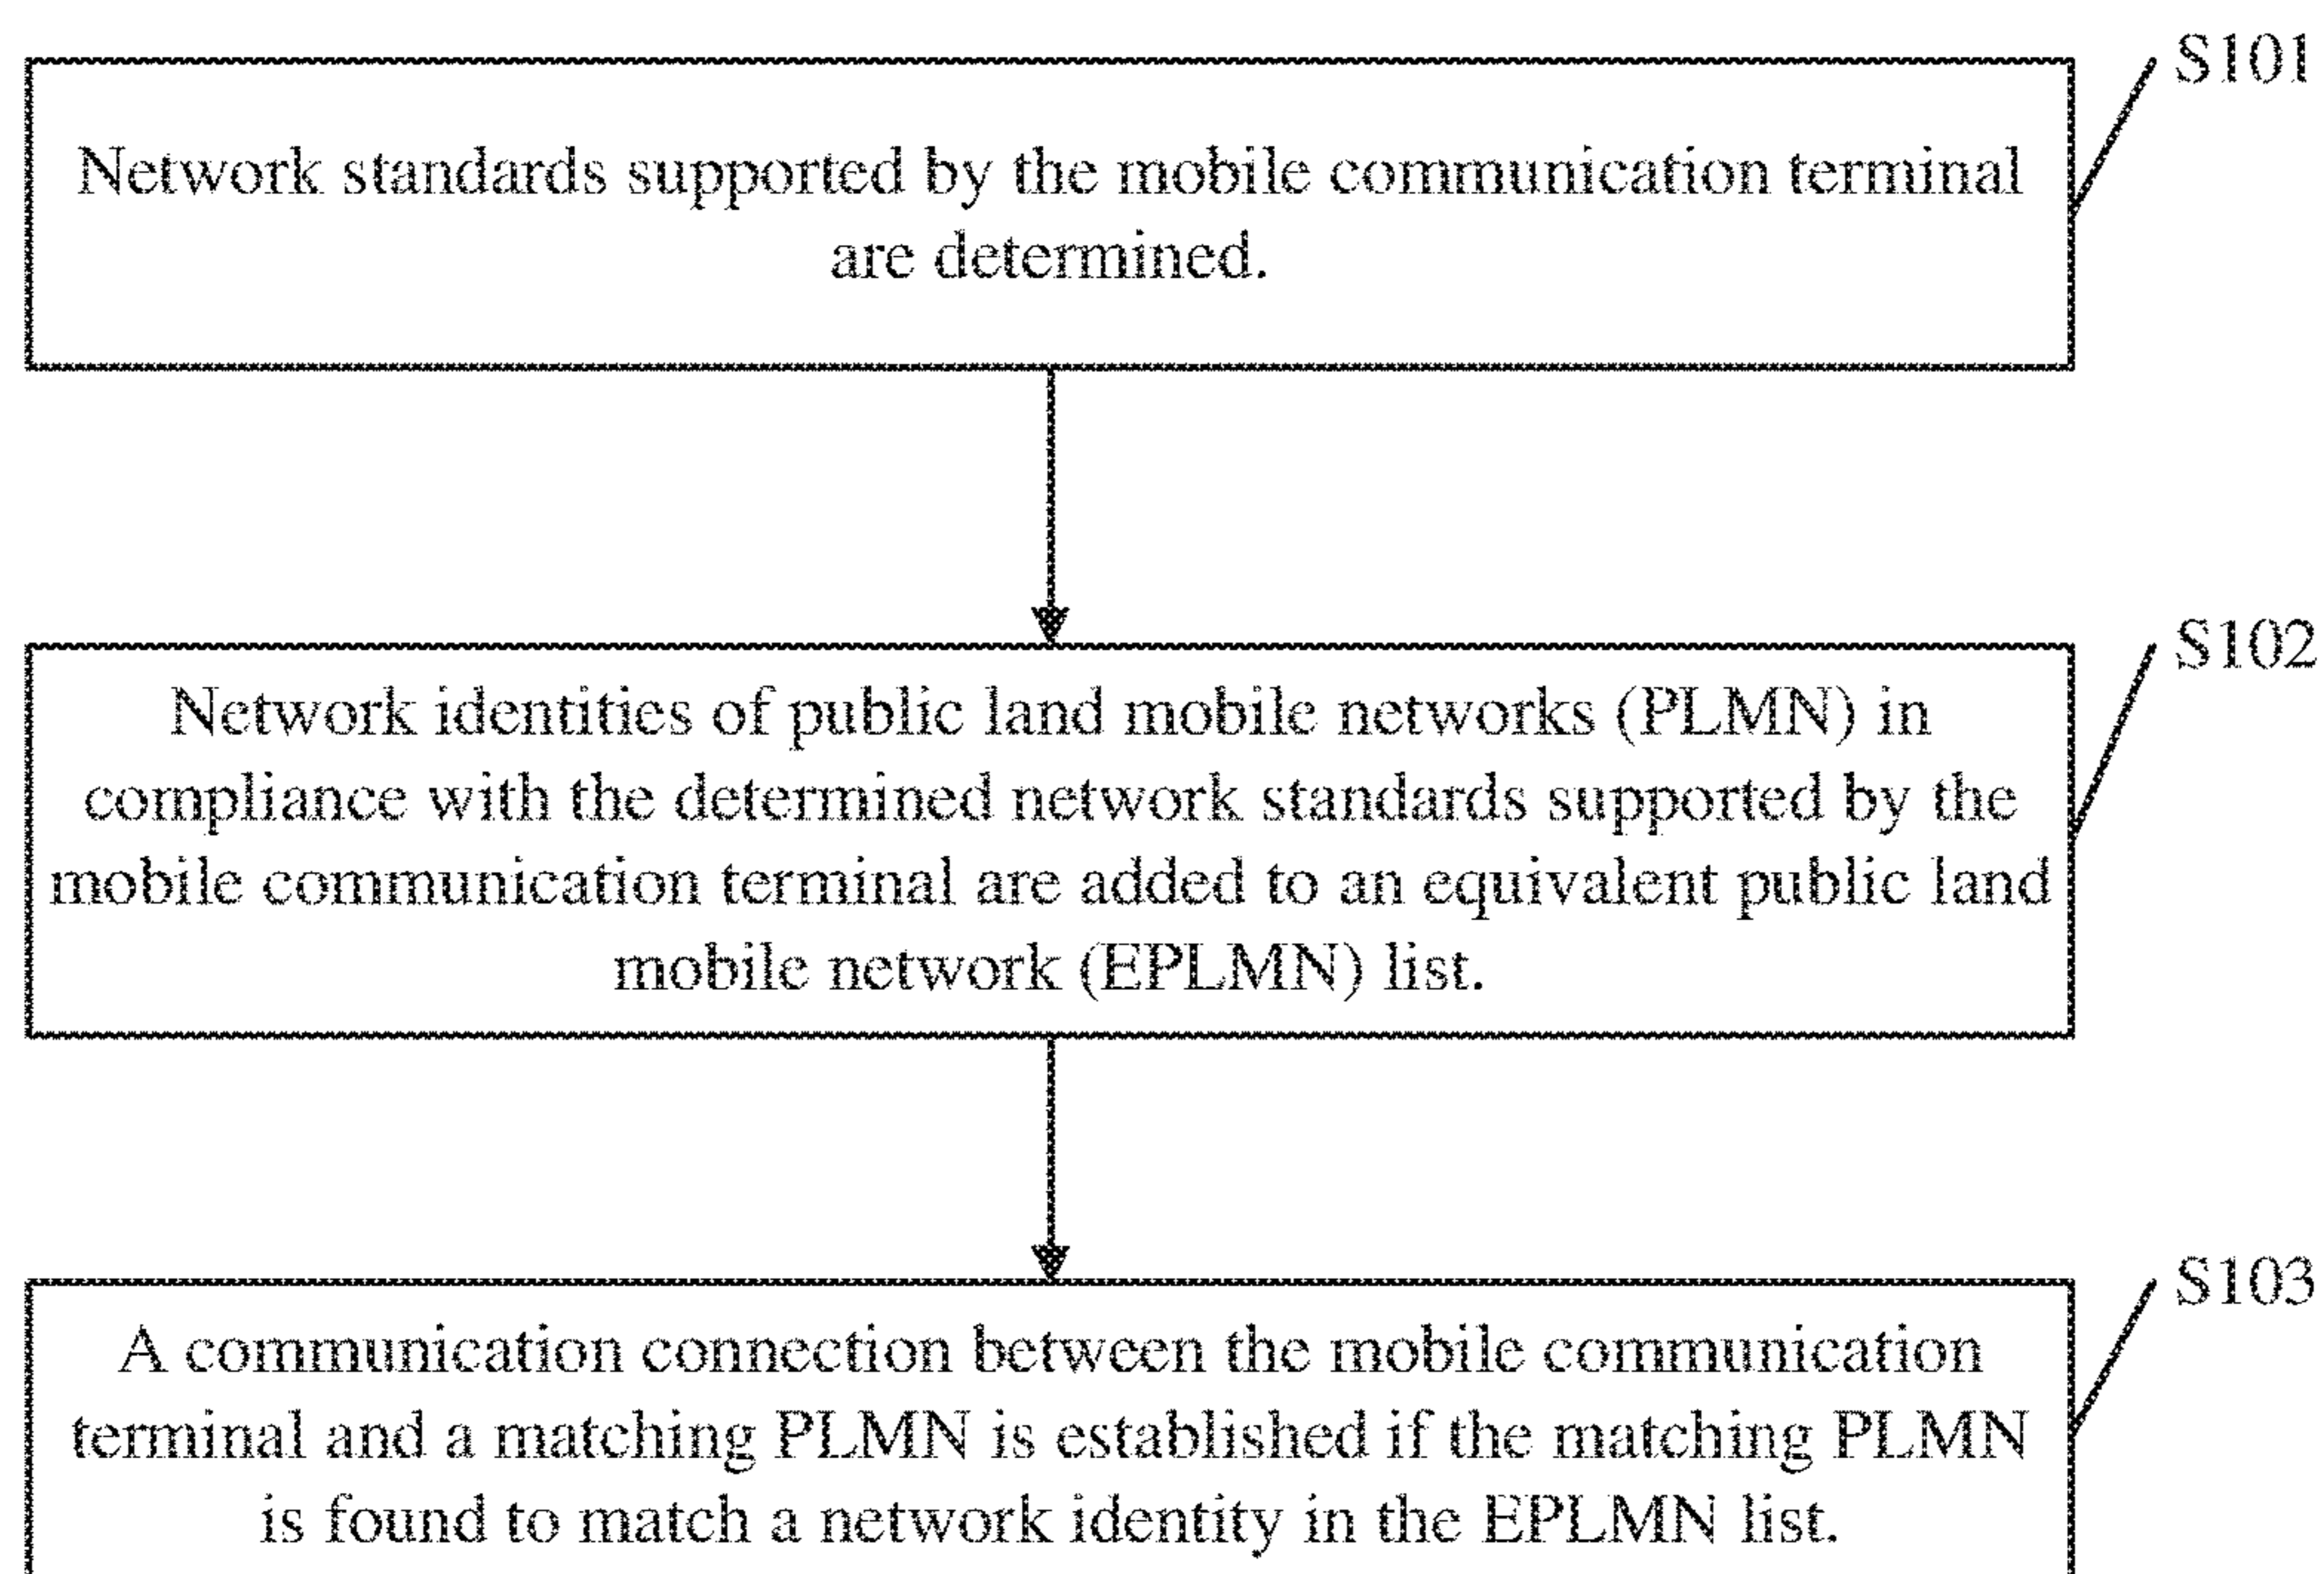 S101
Network standards supported by the mobile communication terminal
are determined.
S102
Network identities of public land mobile networks (PLMN) in
compliance with the determined network standards supported by the
mobile communication terminal are added to an equivalent public land
mobile network (EPLMN) list.
S103
A communication connection between the mobile communication
terminal and a matching PLMN is established if the matching PLMN
is found to match a network identity in the EPLMN list.